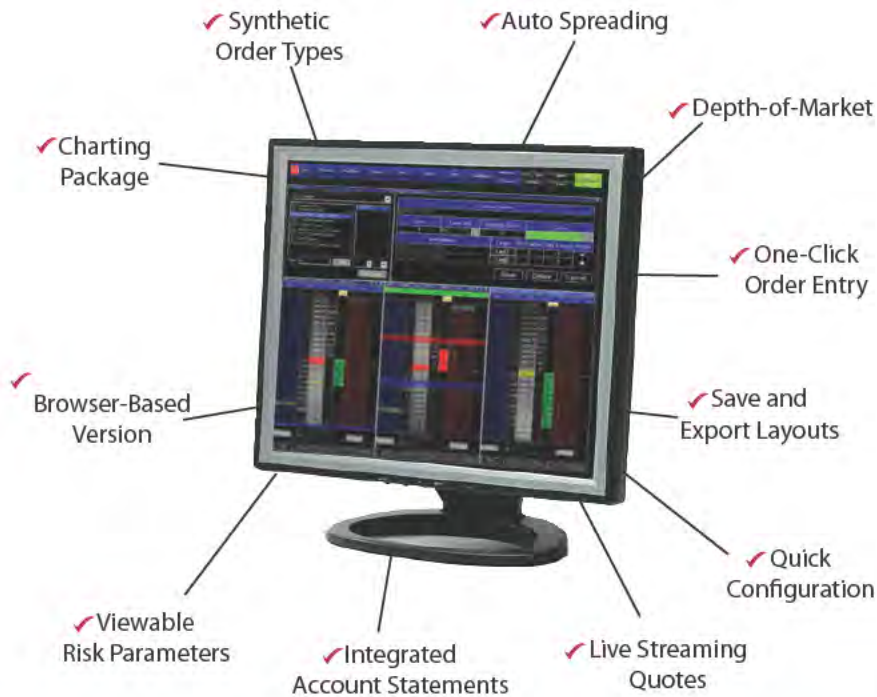 Synthetic
Order Types
Auto Spreading
Depth-of-Market
Charting
Package
One-Click
Order Entry
Browser-Based
Version
Save and
Export Layouts
Quick
Configuration
Viewable
Risk Parameters
Integrated
Account Statements
Live Streaming
Quotes